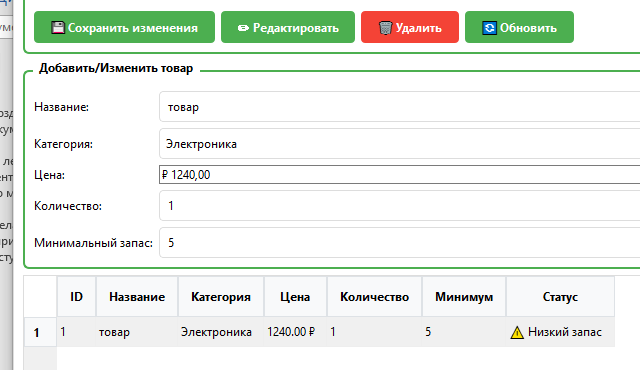 💾 Сохранить изменения ✏ Редактировать 🗑 Удалить 🔄 Обновить
Добавить/Изменить товар
Название: товар
Категория: Электроника
Цена: ₽ 1240,00
Количество: 1
Минимальный запас: 5
ID Название Категория Цена Количество Минимум Статус
1 1 товар Электроника 1240.00 ₽ 1 5 ⚠ Низкий запас